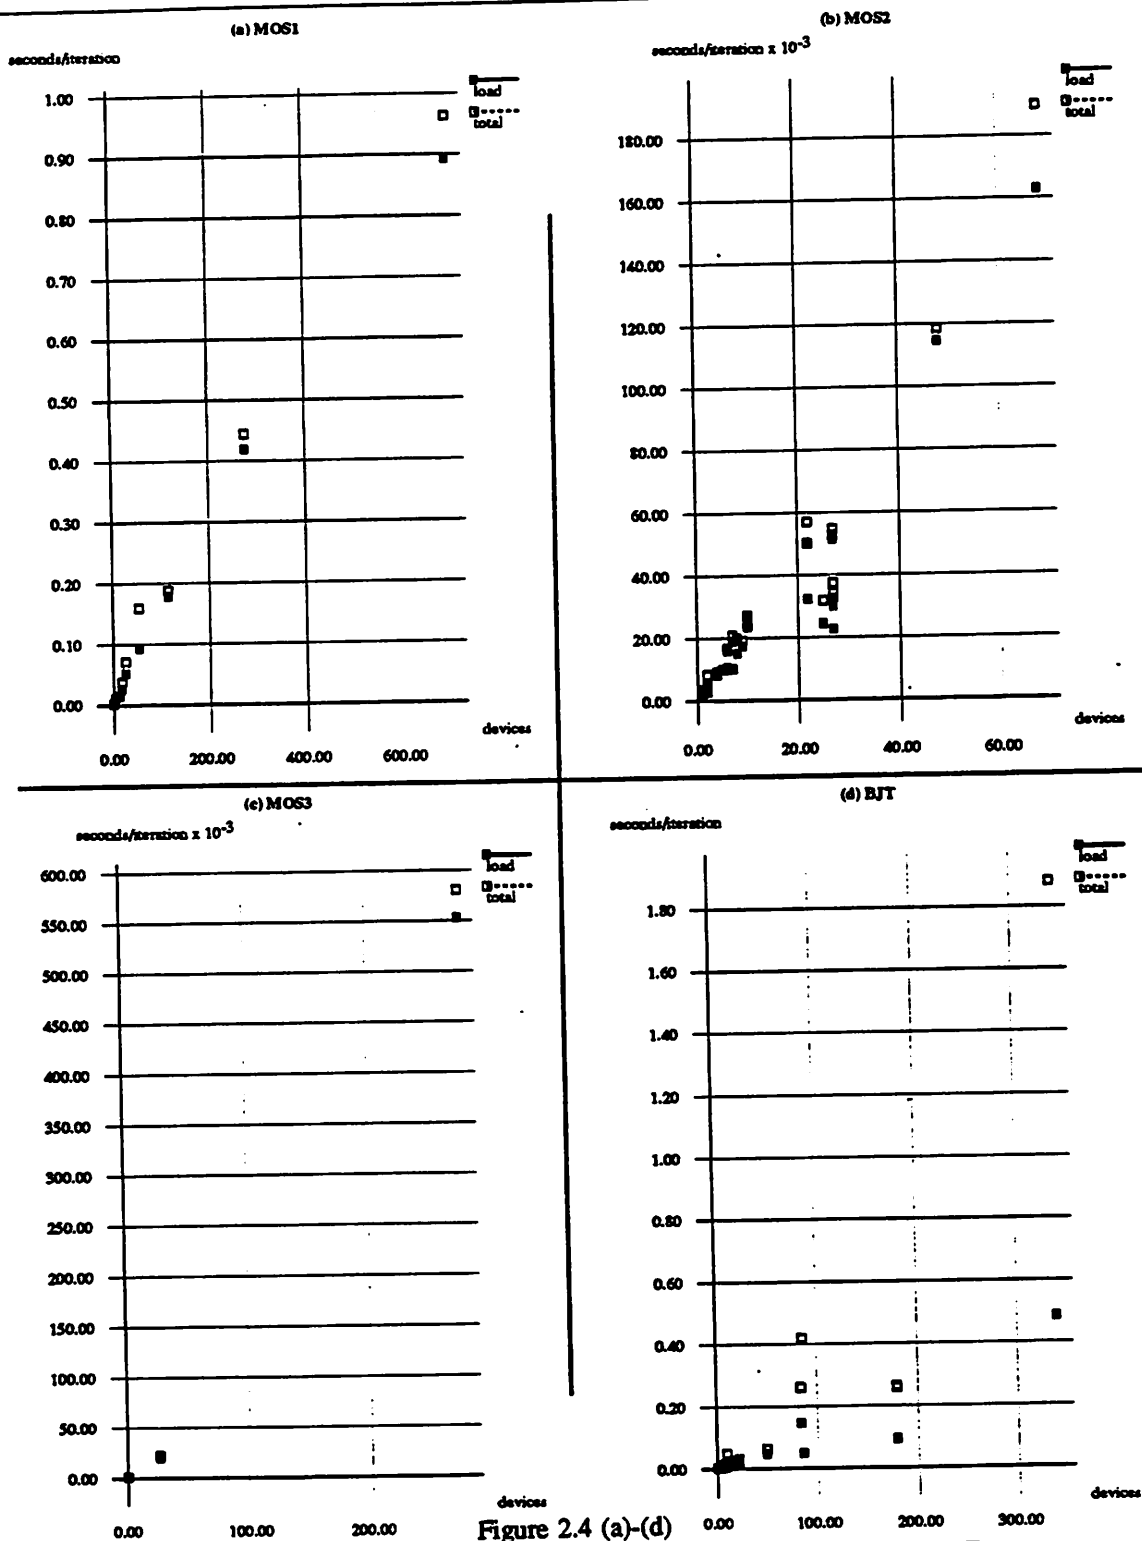 (a) MOS1
seconds/iteration
load
total
1.00
0.90
0.80
0.70
0.60
0.50
0.40
0.30
0.20
0.10
0.00
devices
0.00 200.00 400.00 600.00
(b) MOS2
seconds/iteration x 10-3
load
total
180.00
160.00
140.00
120.00
100.00
80.00
60.00
40.00
20.00
0.00
devices
0.00 20.00 40.00 60.00
(c) MOS3
seconds/iteration x 10-3
load
total
600.00
550.00
500.00
450.00
400.00
350.00
300.00
250.00
200.00
150.00
100.00
50.00
0.00
devices
0.00 100.00 200.00
(d) BJT
seconds/iteration
load
total
1.80
1.60
1.40
1.20
1.00
0.80
0.60
0.40
0.20
0.00
devices
0.00 100.00 200.00 300.00
Figure 2.4 (a)-(d)